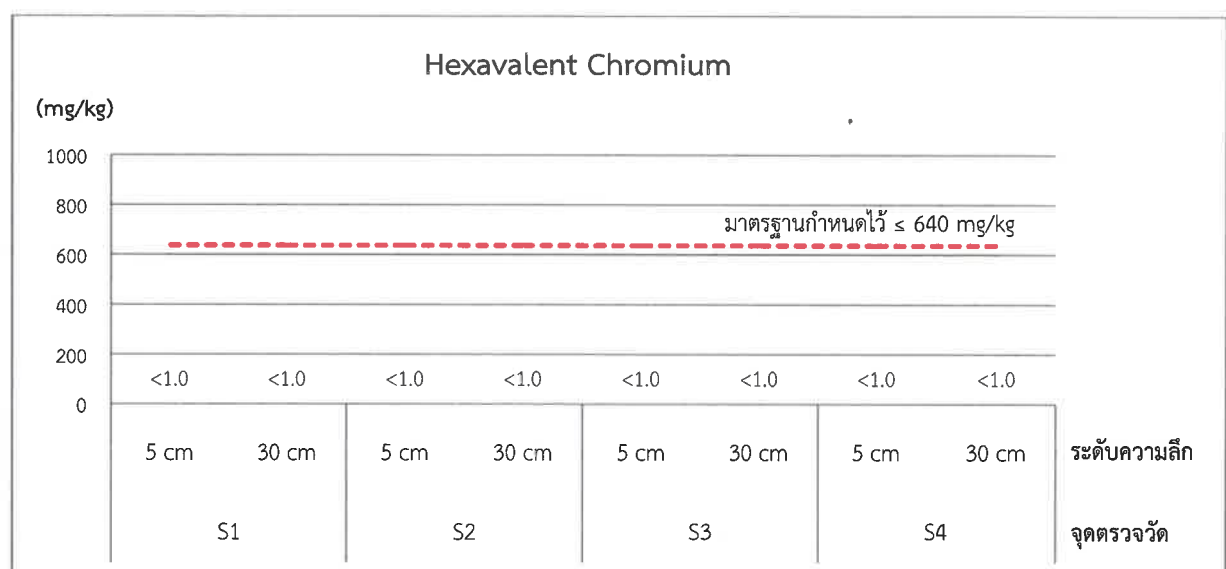 Hexavalent Chromium
(mg/kg)
1000
800
มาตรฐานกำหนดไว้ ≤ 640 mg/kg
600
400
200
<1.0 <1.0 <1.0 <1.0 <1.0 <1.0 <1.0 <1.0
0
5 cm 30 cm 5 cm 30 cm 5 cm 30 cm 5 cm 30 cm ระดับความลึก
S1 S2 S3 S4 จุดตรวจวัด